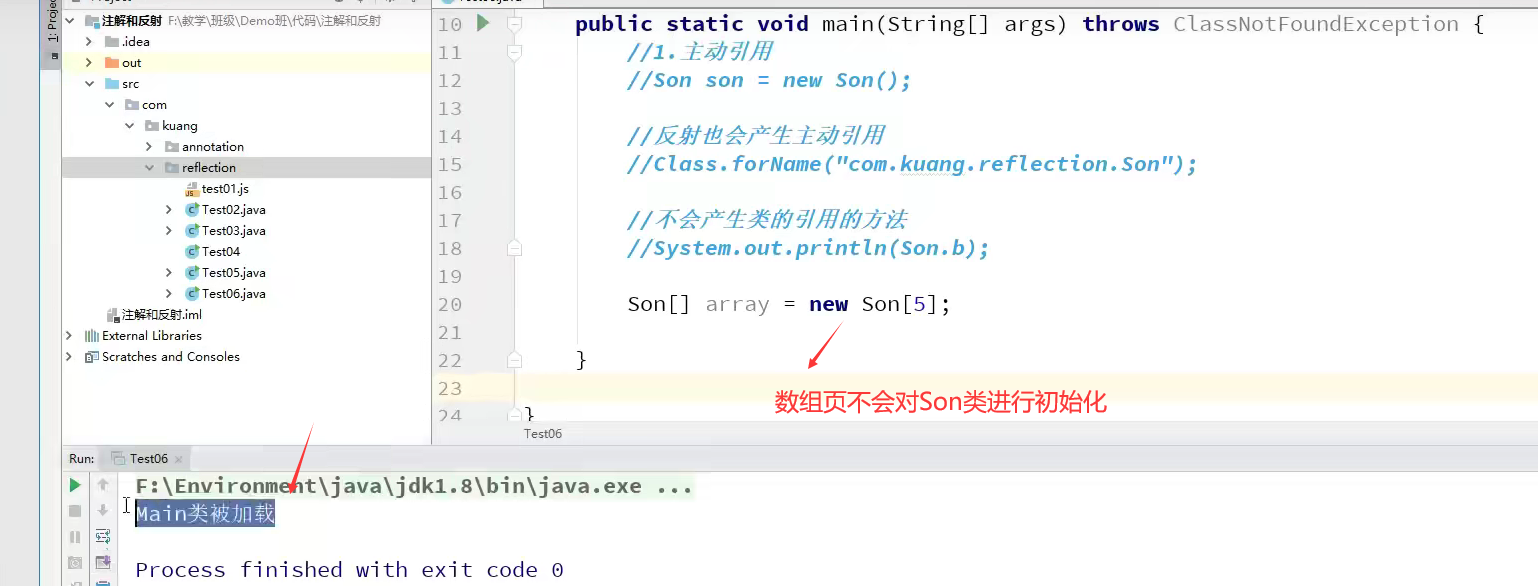 注解和反射 F:\教学\班级\Demo班\代码\注解和反射
.idea
out
src
com
kuang
annotation
reflection
test01.js
Test02.java
Test03.java
Test04
Test05.java
Test06.java
注解和反射.iml
External Libraries
Scratches and Consoles
10 public static void main(String[] args) throws ClassNotFoundException {
11 //1.主动引用
12 //Son son = new Son();
13
14 //反射也会产生主动引用
15 //Class.forName("com.kuang.reflection.Son");
16
17 //不会产生类的引用的方法
18 //System.out.println(Son.b);
19
20 Son[] array = new Son[5];
21
22 }
23
数组页不会对Son类进行初始化
24 }
Test06
Run: Test06
F:\Environment\java\jdk1.8\bin\java.exe ...
Main类被加载
Process finished with exit code 0